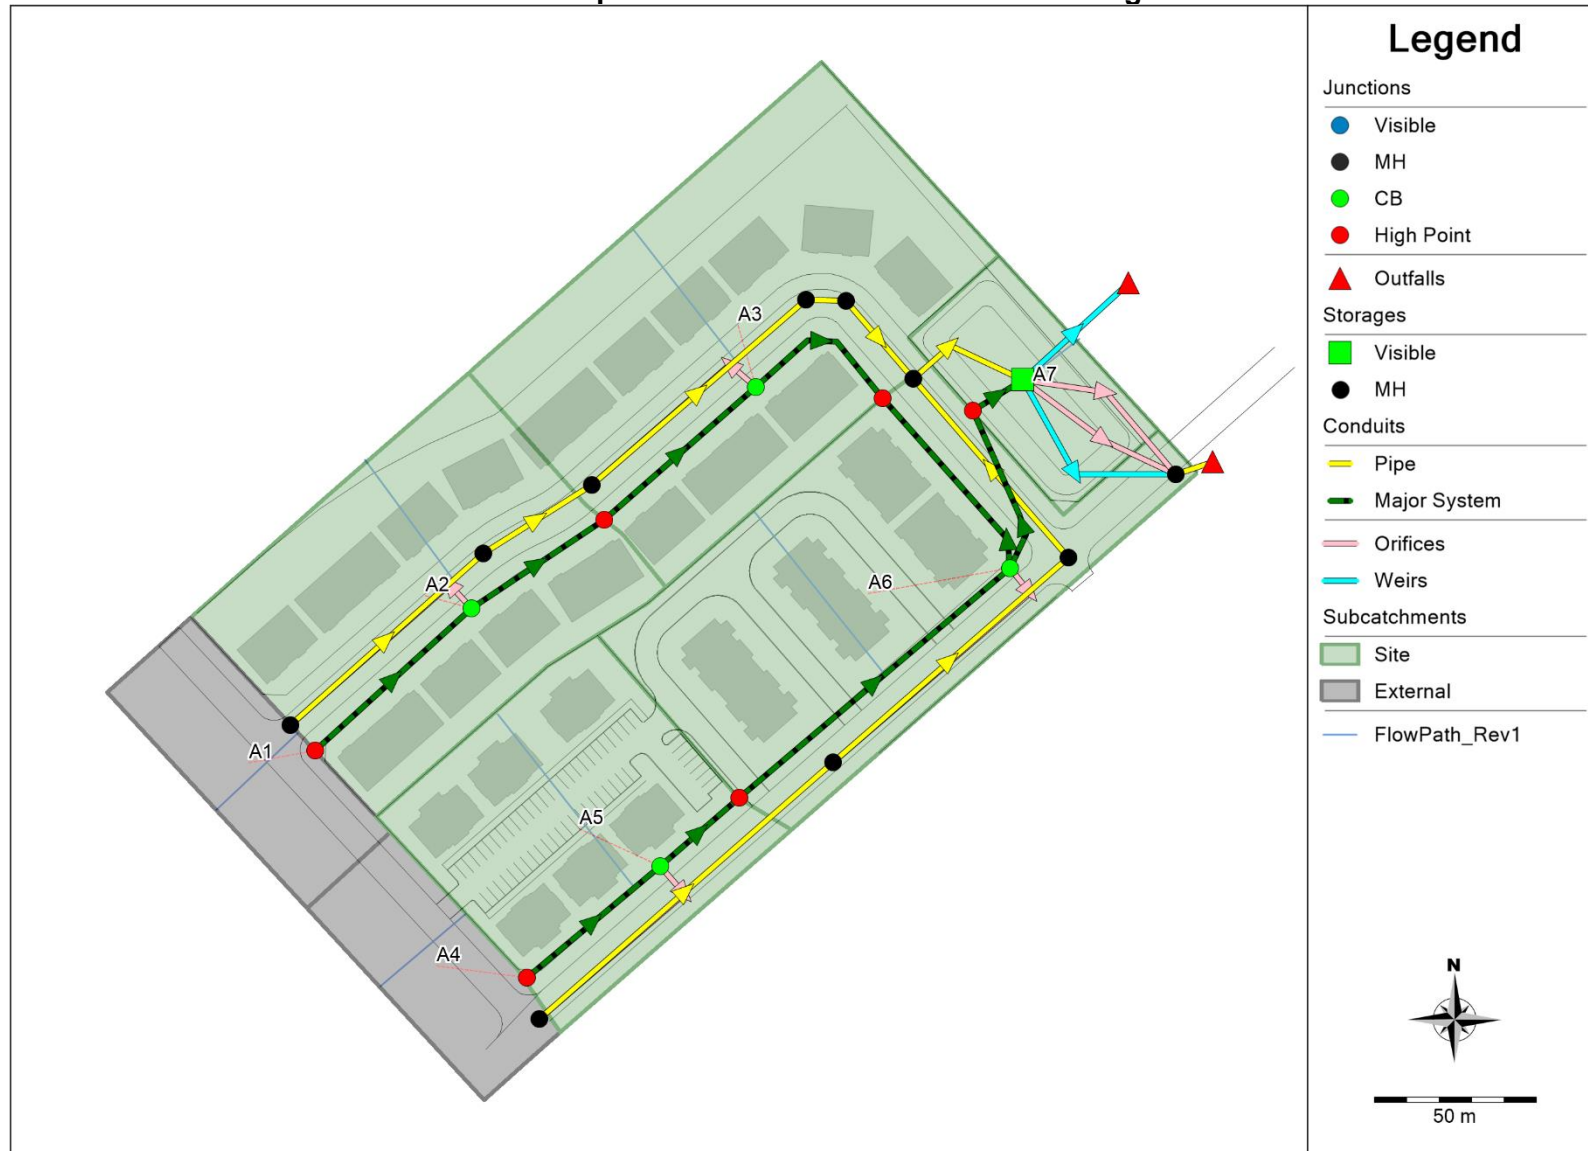 Legend
Junctions
Visible
MH
CB
High Point
Outfalls
Storages
Visible
MH
Conduits
Pipe
Major System
Orifices
Weirs
Subcatchments
Site
External
FlowPath_Rev1
A3
A7
A2
A6
A1
A5
A4
N
50 m